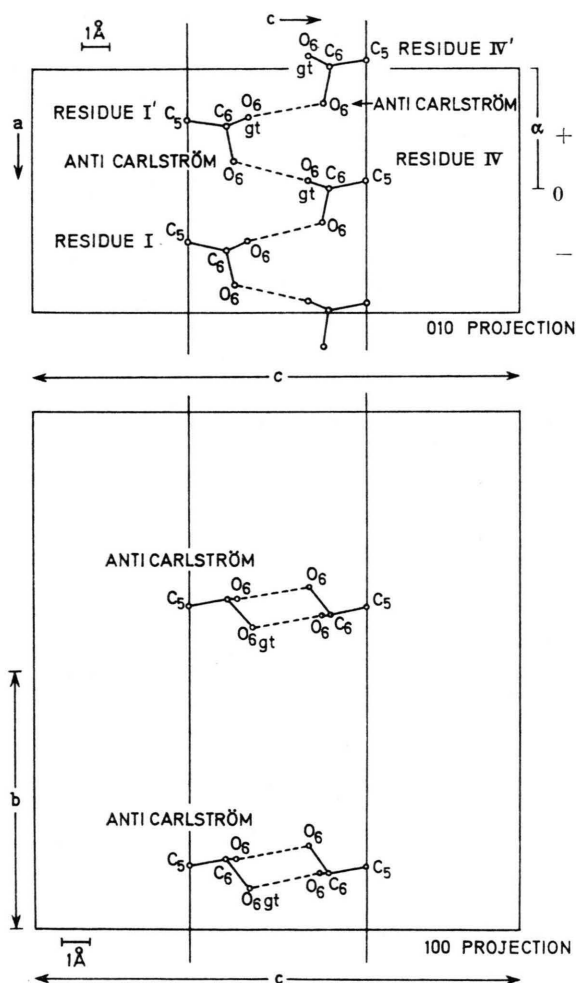 1Å
c
O6 C6 C5 RESIDUE IV'
gt
RESIDUE I' C5 C6 O6
gt
O6 ANTI CARLSTRÖM
a
ANTI CARLSTRÖM
O6
O6 C6 C5
gt
RESIDUE IV
α
+
0
−
O6
C5
RESIDUE I
C6 O6
O6
010 PROJECTION
c
ANTI CARLSTRÖM
C5 O6 O6 C5
O6 C6
O6gt
b
ANTI CARLSTRÖM
O6 O6
C5 C6 O6 C6 C5
O6gt
1Å
100 PROJECTION
c